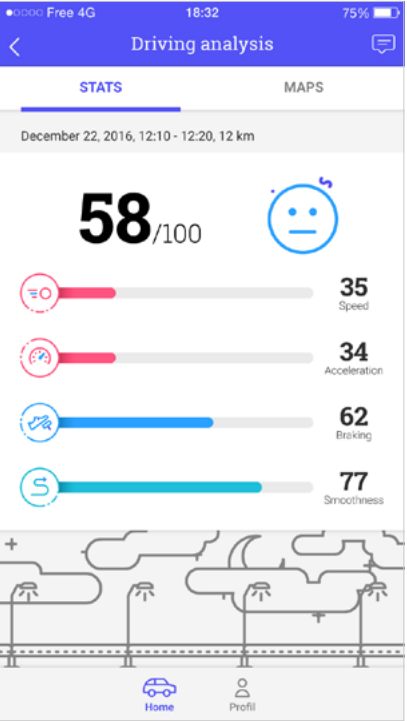 Free 4G 18:32 75%
Driving analysis
STATS MAPS
December 22, 2016, 12:10 - 12:20, 12 km
58/100
35
Speed
34
Acceleration
62
Braking
77
Smoothness
Home Profil